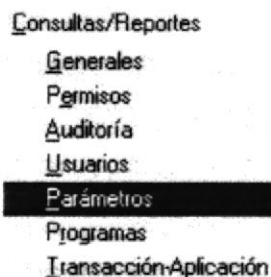 Consultas/Reportes
Generales
Permisos
Auditoría
Usuarios
Parámetros
Programas
Transacción-Aplicación